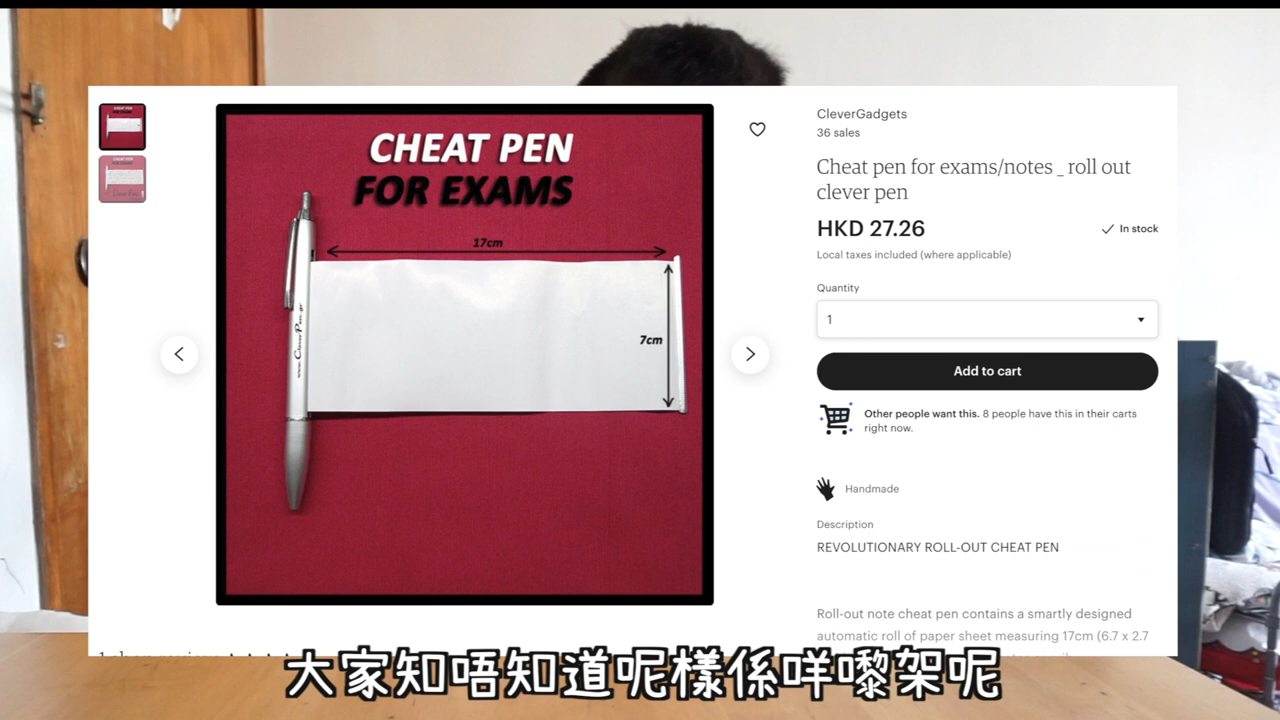 CHEAT PEN
FOR EXAMS
17cm
7cm
www.CleverPen.gr
CleverGadgets
36 sales
Cheat pen for exams/notes _ roll out
clever pen
HKD 27.26
In stock
Local taxes included (where applicable)
Quantity
1
Add to cart
Other people want this. 8 people have this in their carts
right now.
Handmade
Description
REVOLUTIONARY ROLL-OUT CHEAT PEN
Roll-out note cheat pen contains a smartly designed
automatic roll of paper sheet measuring 17cm (6.7 x 2.7
大家知唔知道呢樣係咩嚟架呢